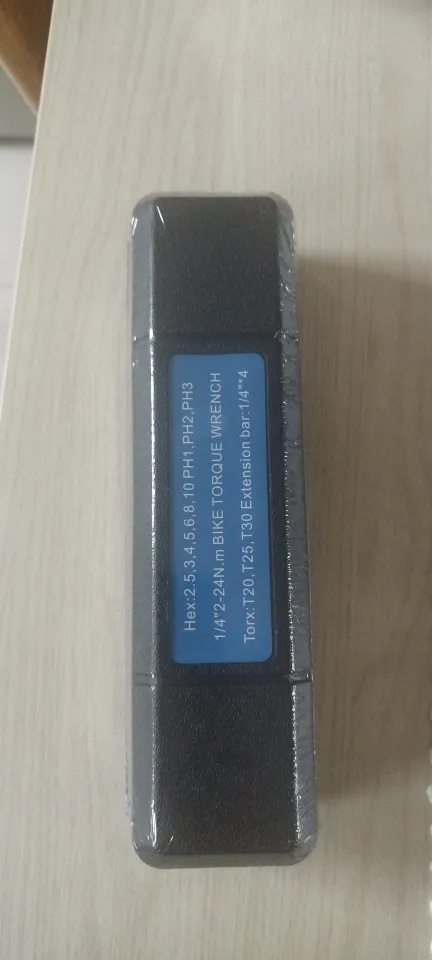 Hex:2.5,3,4,5,6,8,10 PH1,PH2,PH3
1/4"2-24N.m BIKE TORQUE WRENCH
Torx:T20,T25,T30 Extension bar:1/4"*4